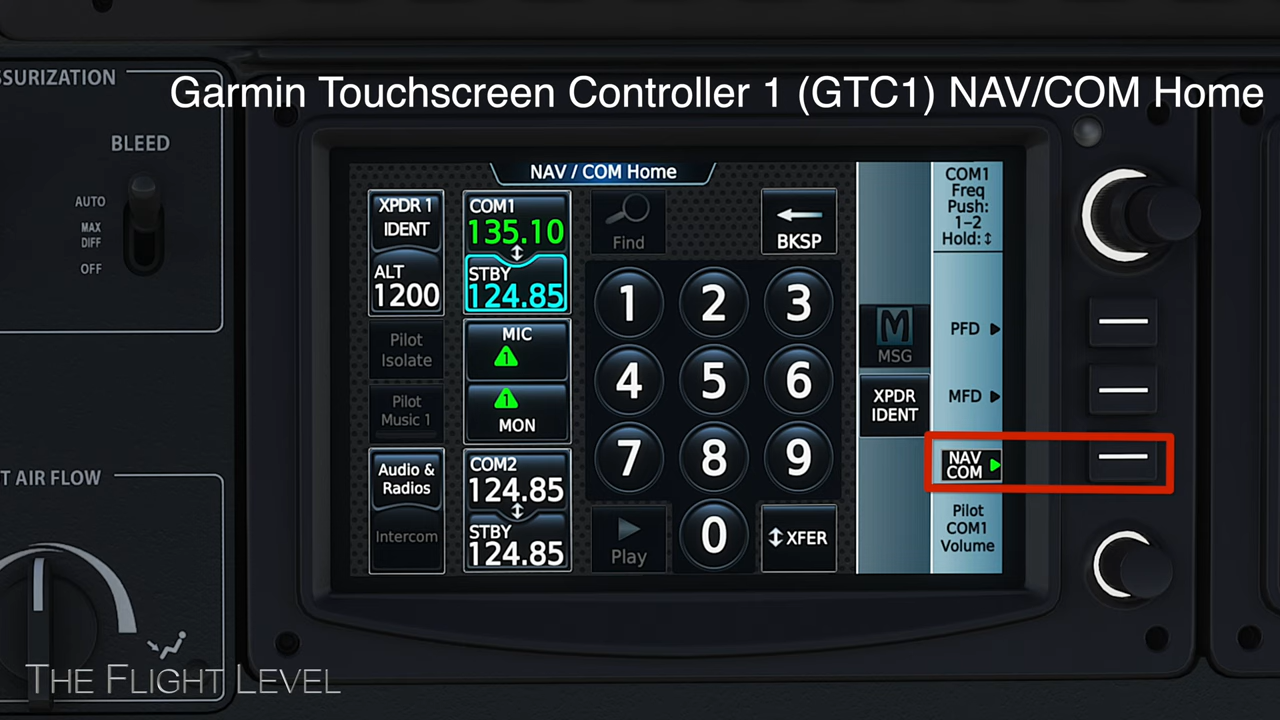 Garmin Touchscreen Controller 1 (GTC1) NAV/COM Home
SSURIZATION
BLEED
AUTO
MAX
DIFF
OFF
T AIR FLOW
NAV / COM Home
XPDR 1
IDENT
ALT
1200
Pilot
Isolate
Pilot
Music 1
Audio &
Radios
Intercom
COM1
135.10
STBY
124.85
MIC
1
1
MON
COM2
124.85
STBY
124.85
Find
BKSP
1 2 3
4 5 6
7 8 9
0
Play
XFER
M
MSG
XPDR
IDENT
COM1
Freq
Push:
1–2
Hold:↕
PFD
MFD
NAV
COM
Pilot
COM1
Volume
THE FLIGHT LEVEL